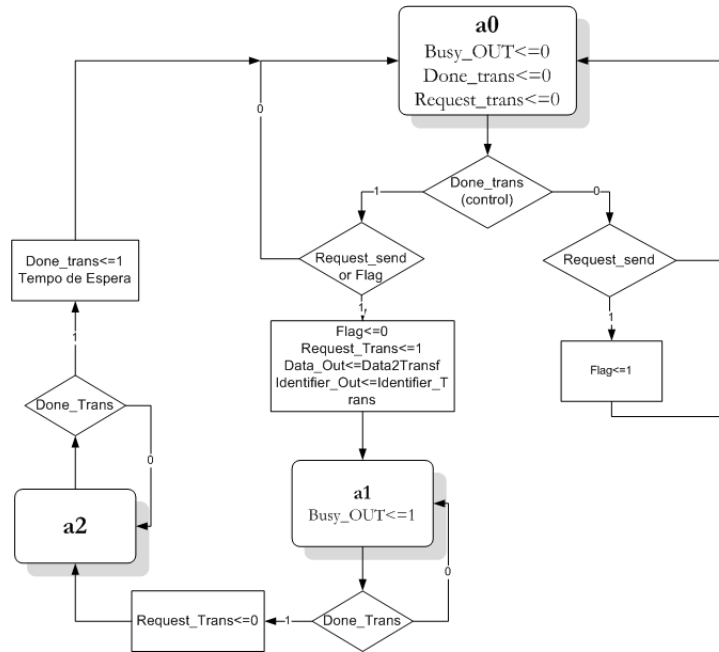 a0
Busy_OUT<=0
Done_trans<=0
Request_trans<=0
0
Done_trans
(control)
1
0
Done_trans<=1
Tempo de Espera
Request_send
or Flag
Request_send
1
1
1
Flag<=0
Request_Trans<=1
Data_Out<=Data2Transf
Identifier_Out<=Identifier_T
rans
Flag<=1
Done_Trans
0
a1
Busy_OUT<=1
a2
0
Request_Trans<=0
1
Done_Trans